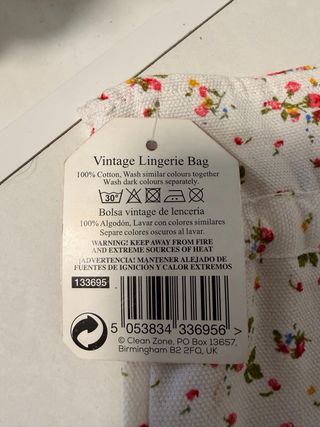 Vintage Lingerie Bag
100% Cotton, Wash similar colours together
Wash dark colours separately.
30°
Bolsa vintage de lencería
100% Algodón, Lavar con colores similares
Separe colores oscuros al lavar.
WARNING! KEEP AWAY FROM FIRE
AND EXTREME SOURCES OF HEAT
¡ADVERTENCIA! MANTENER ALEJADO DE
FUENTES DE IGNICIÓN Y CALOR EXTREMOS
133695
5 053834 336956 >
© Clean Zone, PO Box 13657,
Birmingham B2 2FQ, UK